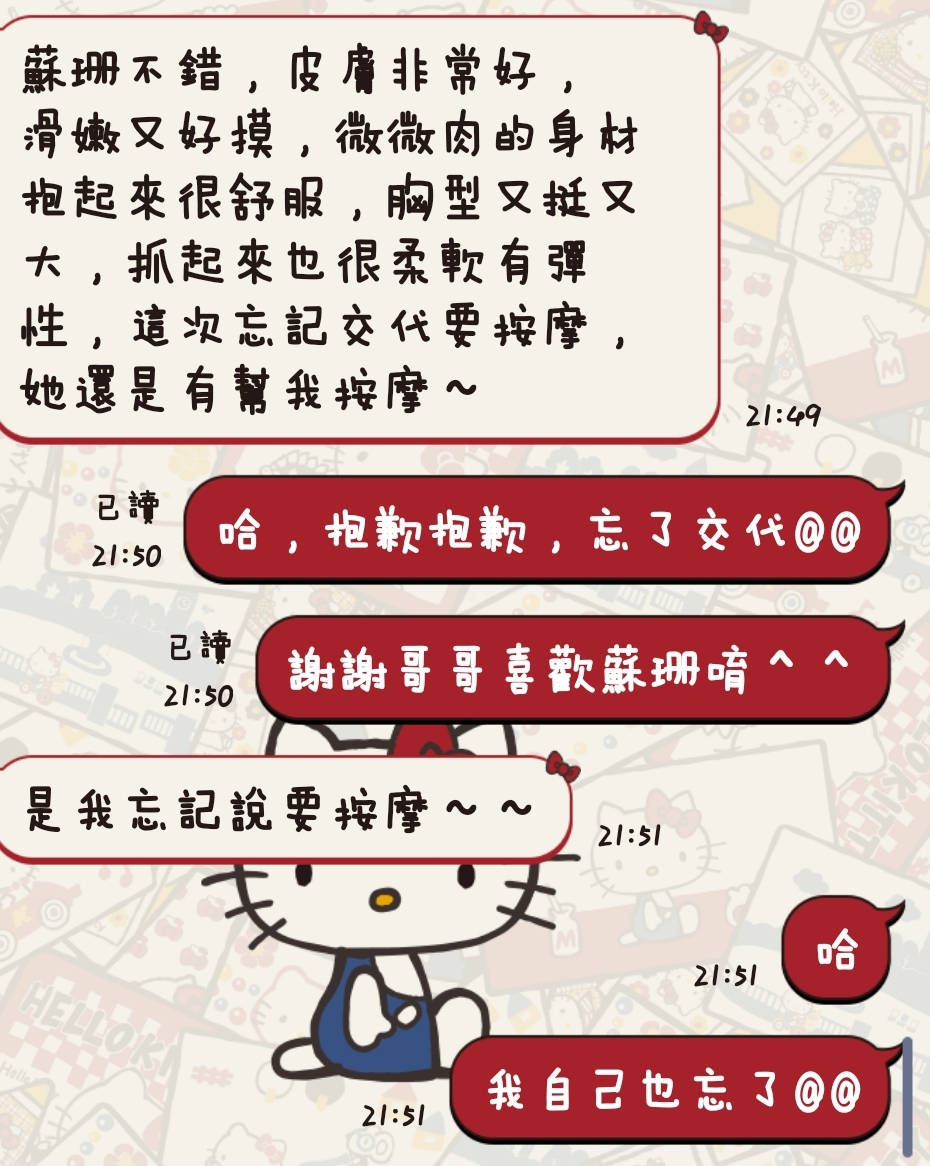 蘇珊不錯，皮膚非常好，
滑嫩又好摸，微微肉的身材
抱起來很舒服，胸型又挺又
大，抓起來也很柔軟有彈
性，這次忘記交代要按摩，
她還是有幫我按摩～
21:49
已讀
21:50
哈，抱歉抱歉，忘了交代@@
已讀
21:50
謝謝哥哥喜歡蘇珊唷^ ^
是我忘記說要按摩～～
21:51
哈
21:51
HELLO KI
Hello
M
M
我自己也忘了@@
21:51